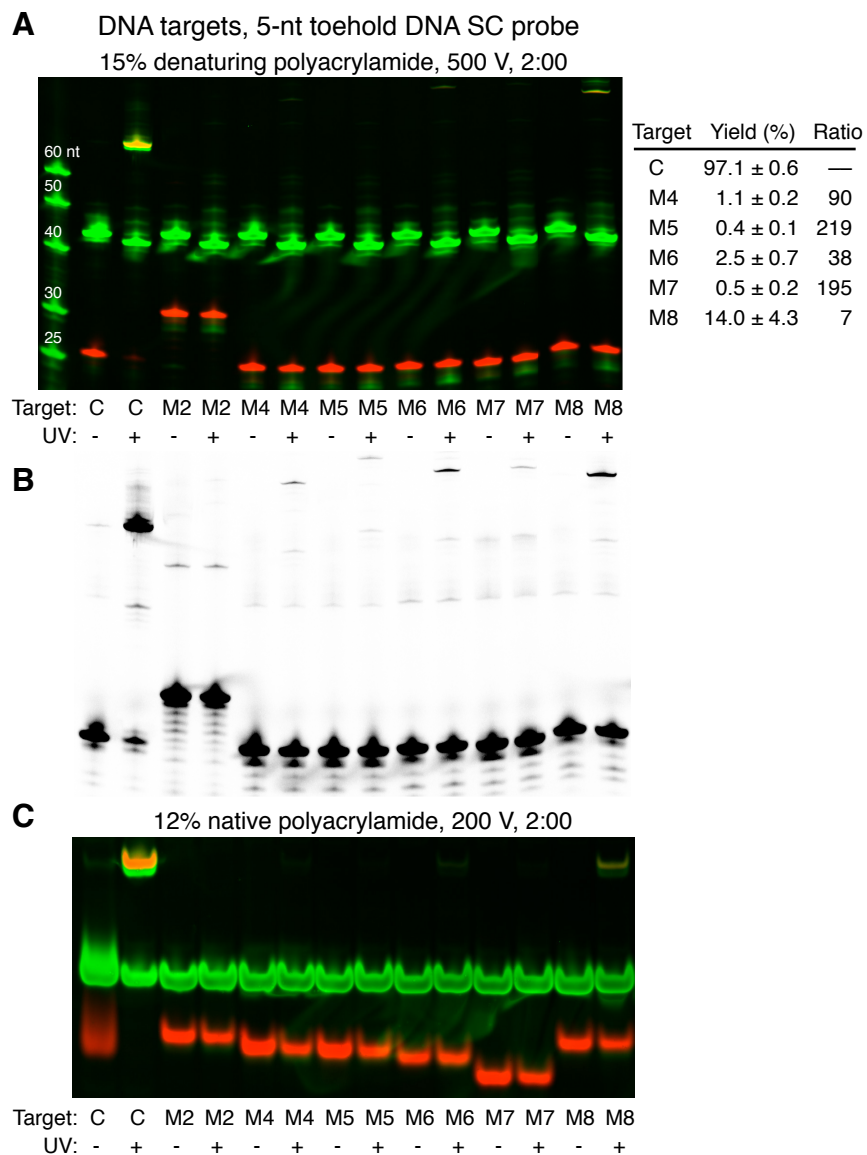 A
DNA targets, 5-nt toehold DNA SC probe
15% denaturing polyacrylamide, 500 V, 2:00
60 nt
50
40
30
25
Target: C C M2 M2 M4 M4 M5 M5 M6 M6 M7 M7 M8 M8
UV: - + - + - + - + - + - + - +
Target Yield (%) Ratio
C 97.1 ± 0.6 —
M4 1.1 ± 0.2 90
M5 0.4 ± 0.1 219
M6 2.5 ± 0.7 38
M7 0.5 ± 0.2 195
M8 14.0 ± 4.3 7
B
C
12% native polyacrylamide, 200 V, 2:00
Target: C C M2 M2 M4 M4 M5 M5 M6 M6 M7 M7 M8 M8
UV: - + - + - + - + - + - + - +